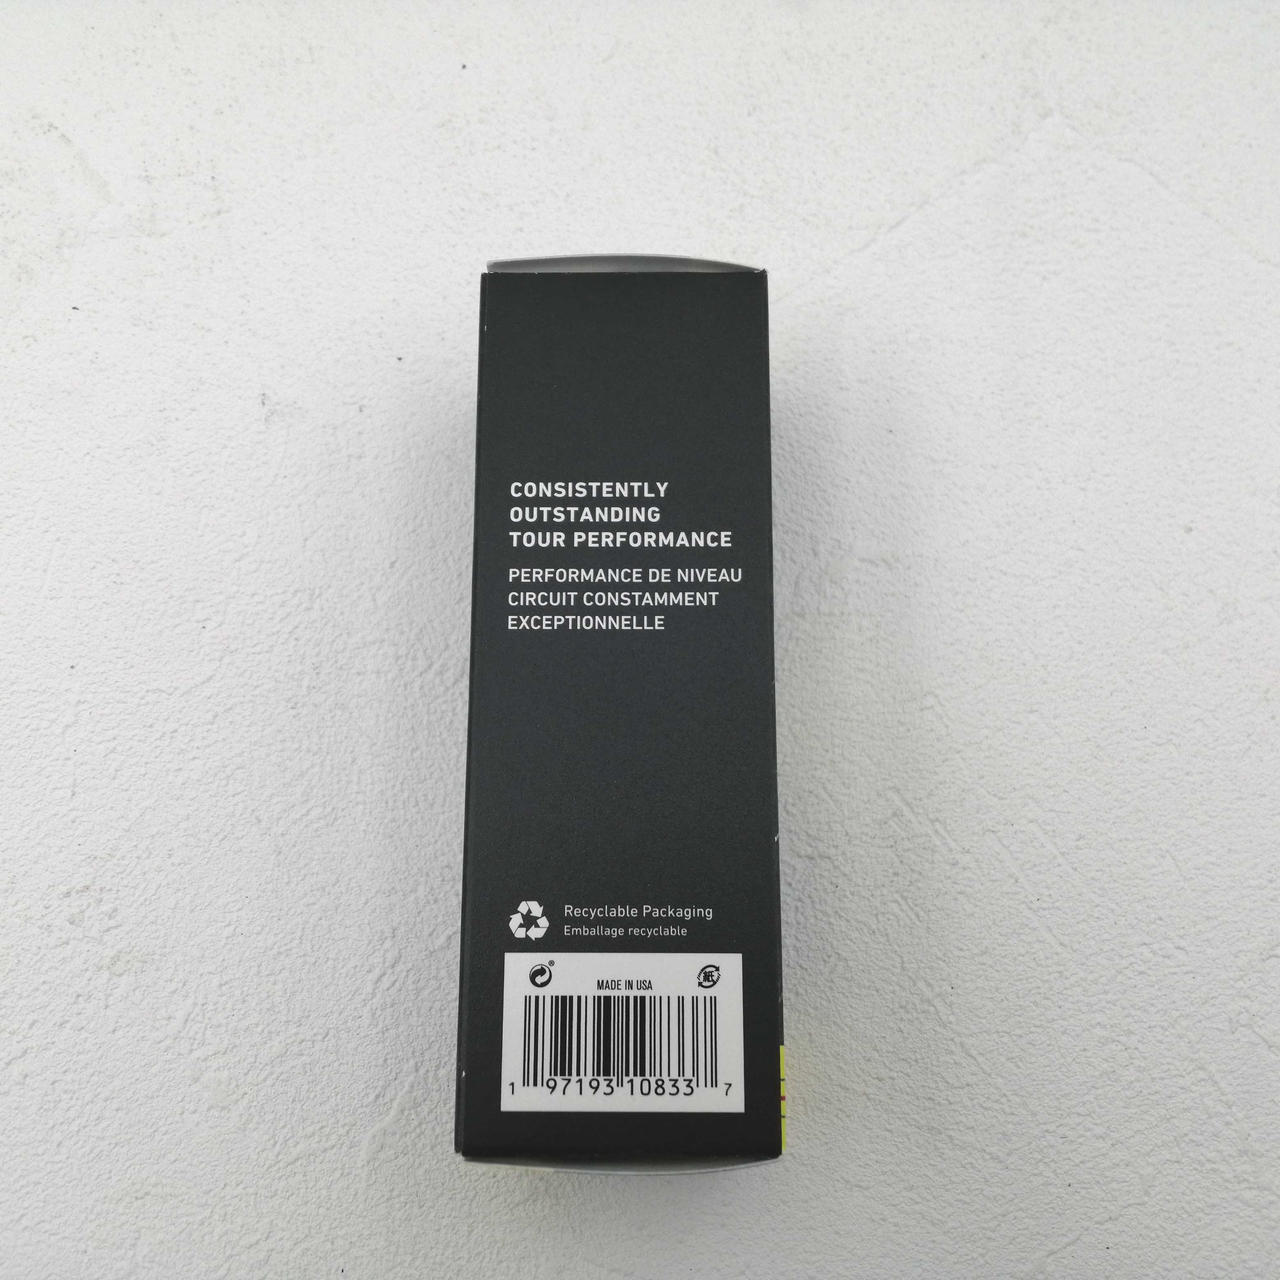 CONSISTENTLY
OUTSTANDING
TOUR PERFORMANCE
PERFORMANCE DE NIVEAU
CIRCUIT CONSTAMMENT
EXCEPTIONNELLE
Recyclable Packaging
Emballage recyclable
®
MADE IN USA
紙
1 97193 10833 7